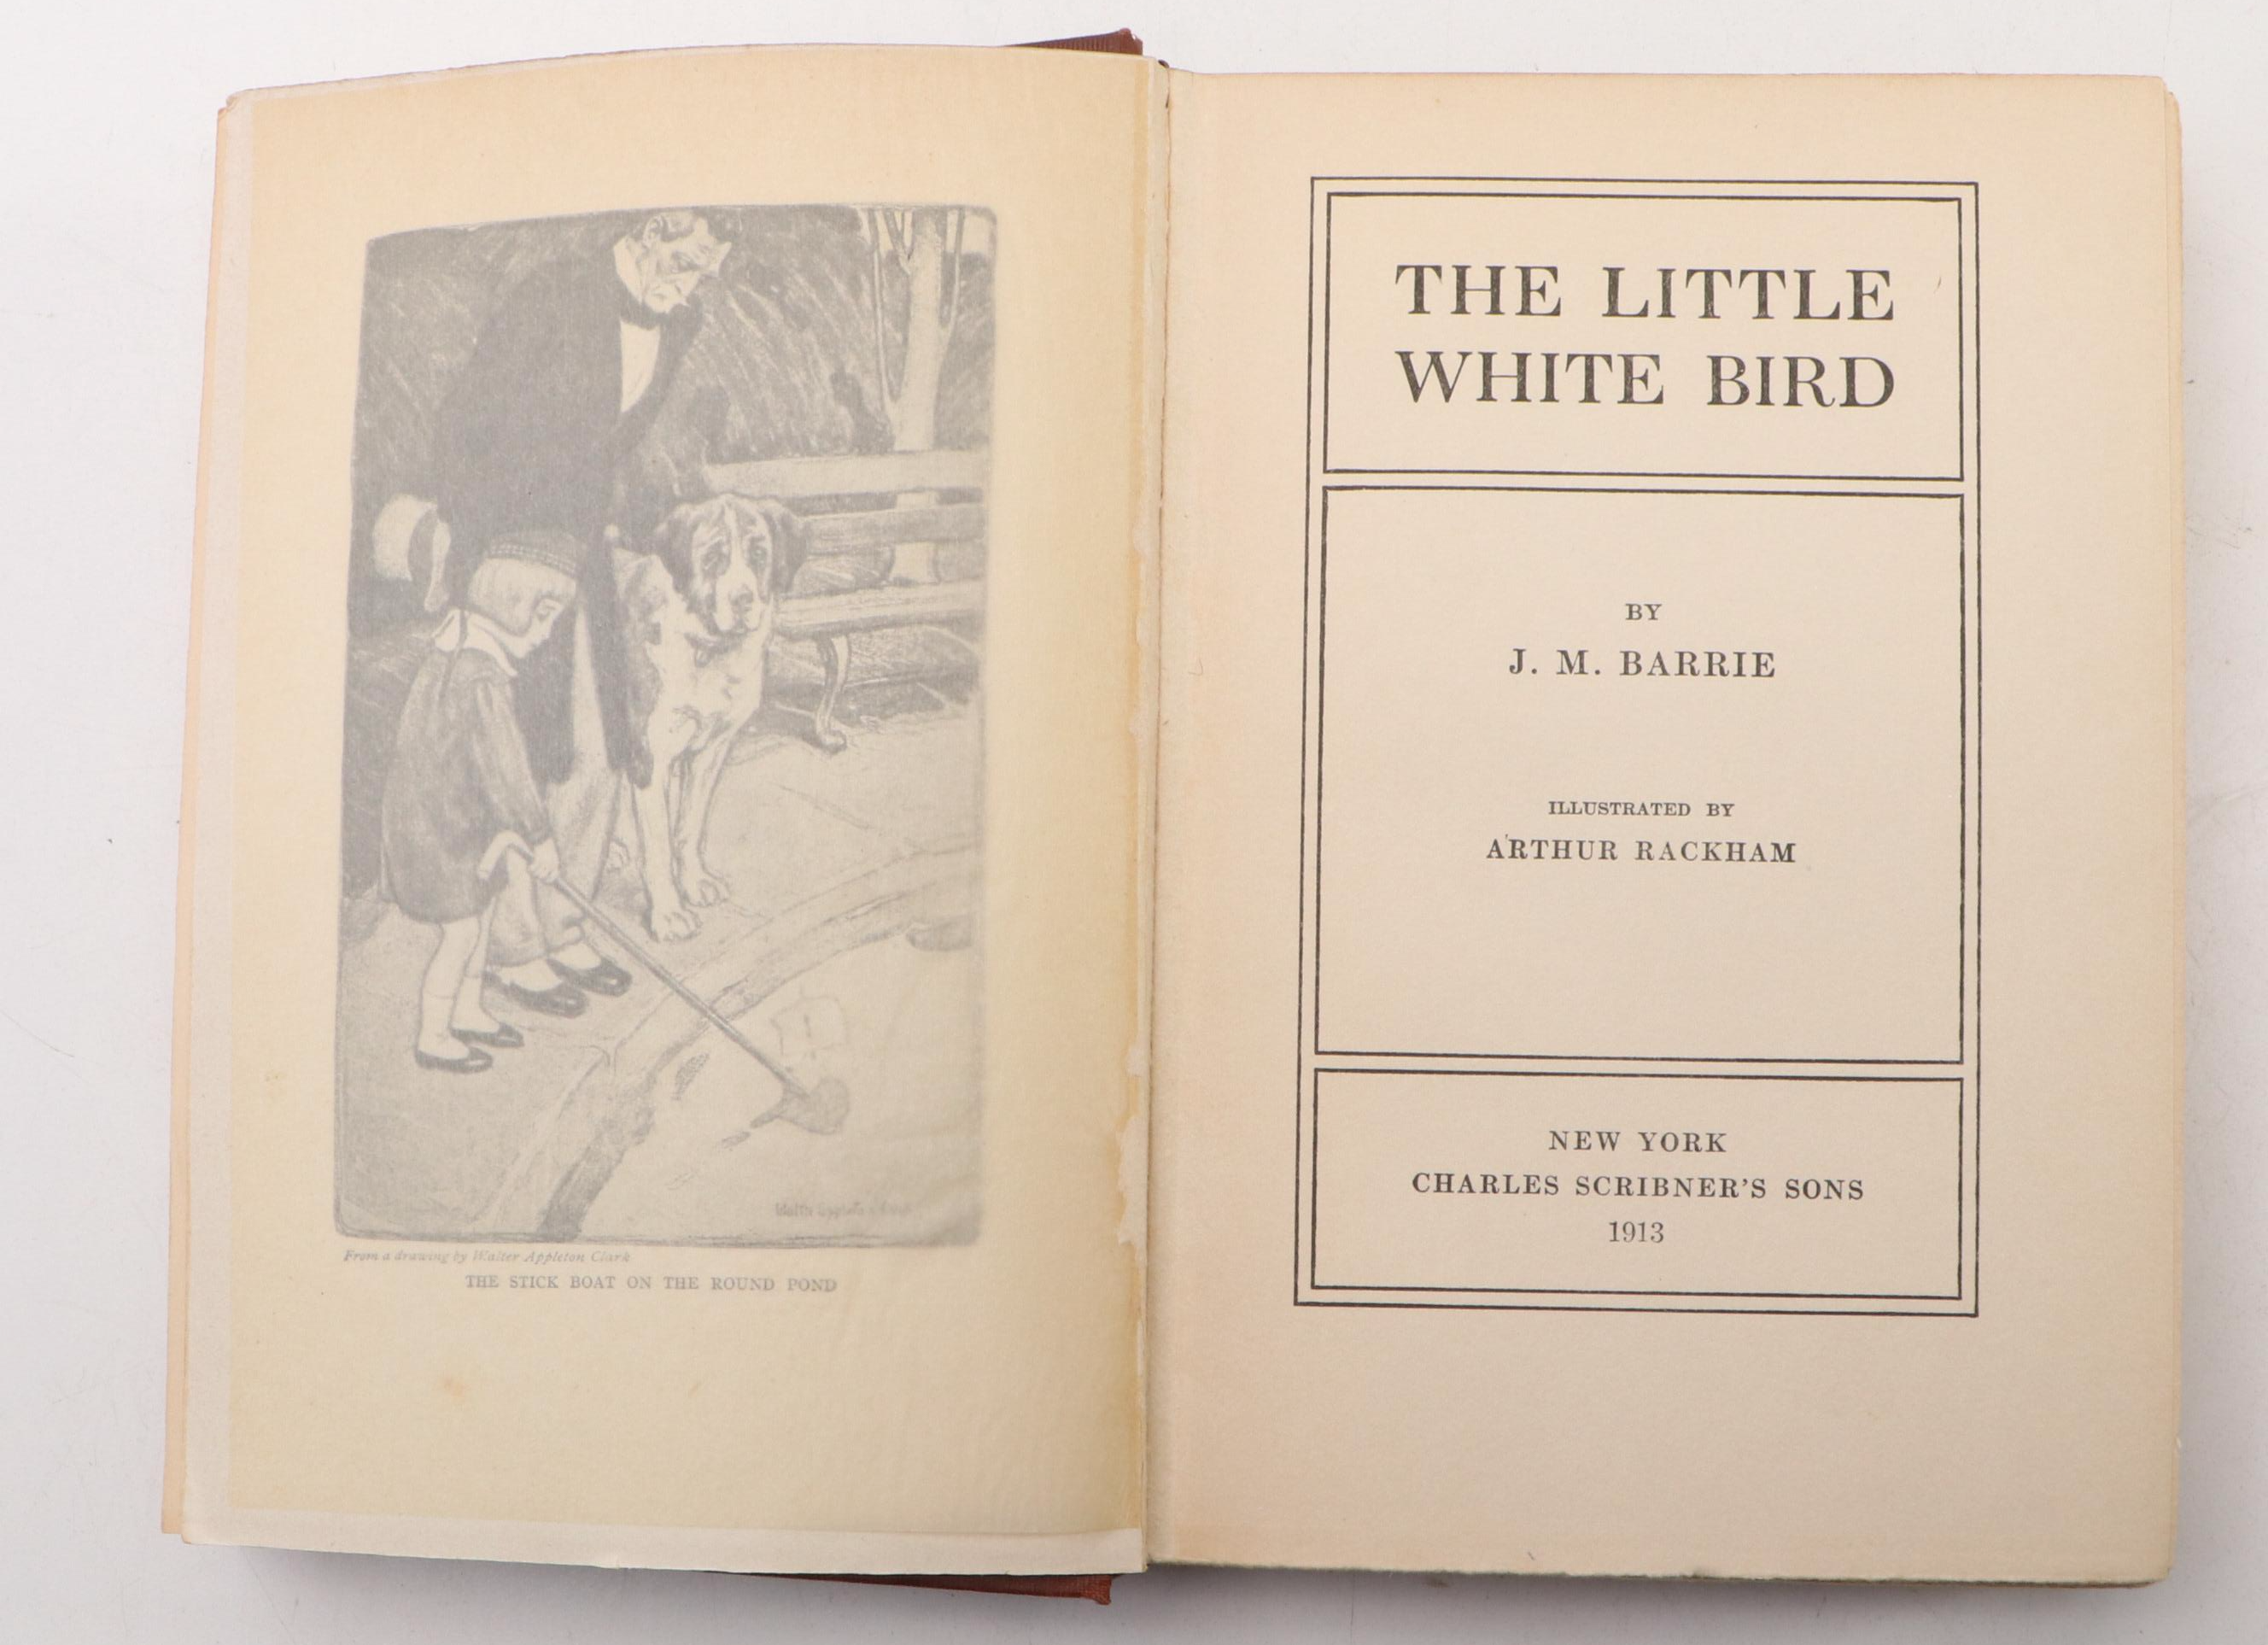 From a drawing by Walter Appleton Clark
THE STICK BOAT ON THE ROUND POND
THE LITTLE
WHITE BIRD
BY
J. M. BARRIE
ILLUSTRATED BY
ARTHUR RACKHAM
NEW YORK
CHARLES SCRIBNER'S SONS
1913